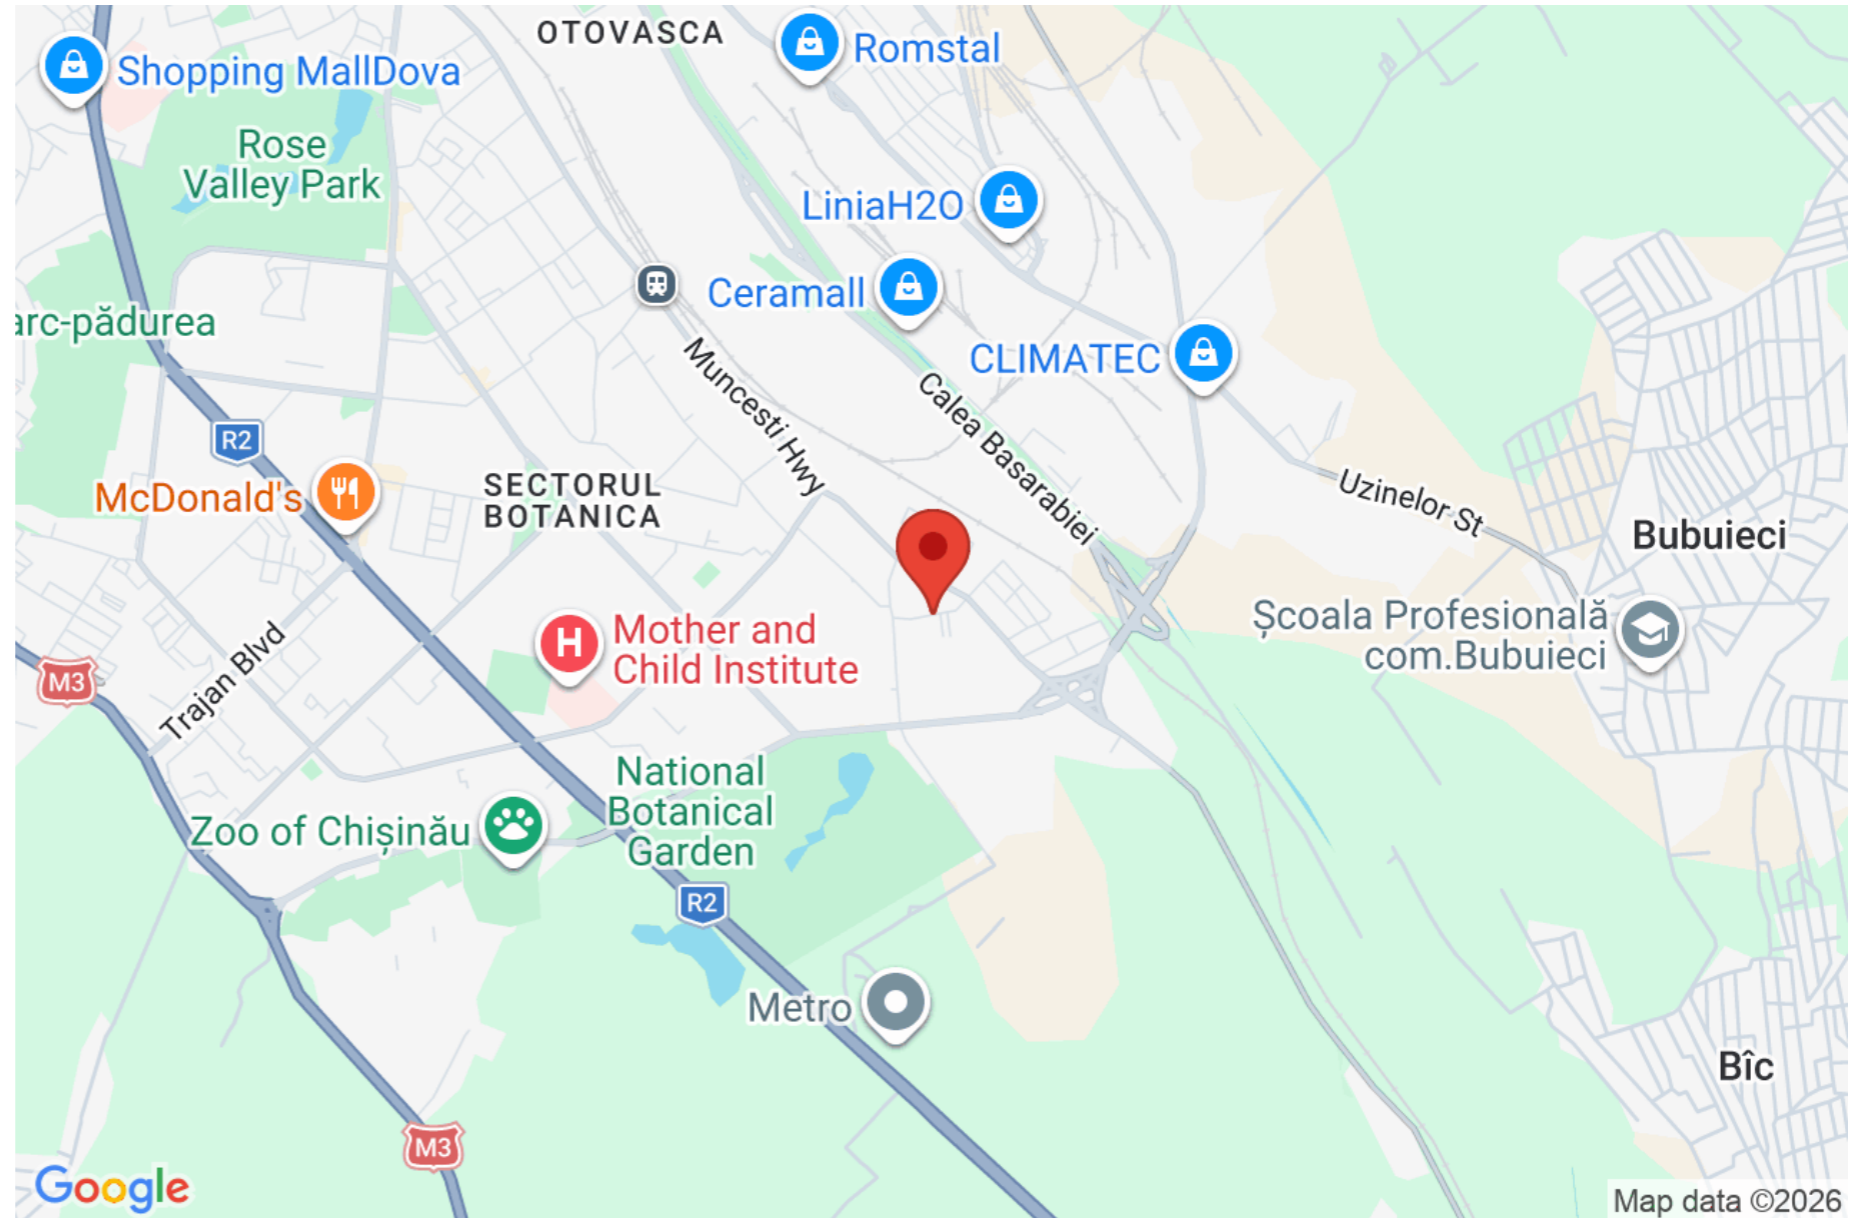 OTOVASCA
Romstal
Shopping MallDova
Rose
Valley Park
LiniaH2O
Ceramall
arc-pădurea
CLIMATEC
Muncesti Hwy
Calea Basarabiei
R2
McDonald's
SECTORUL
BOTANICA
Uzinelor St
Bubuieci
Școala Profesională
com.Bubuieci
H
Mother and
Child Institute
M3
Trajan Blvd
National
Botanical
Garden
Zoo of Chișinău
R2
Metro
Bîc
M3
Google
Map data ©2026